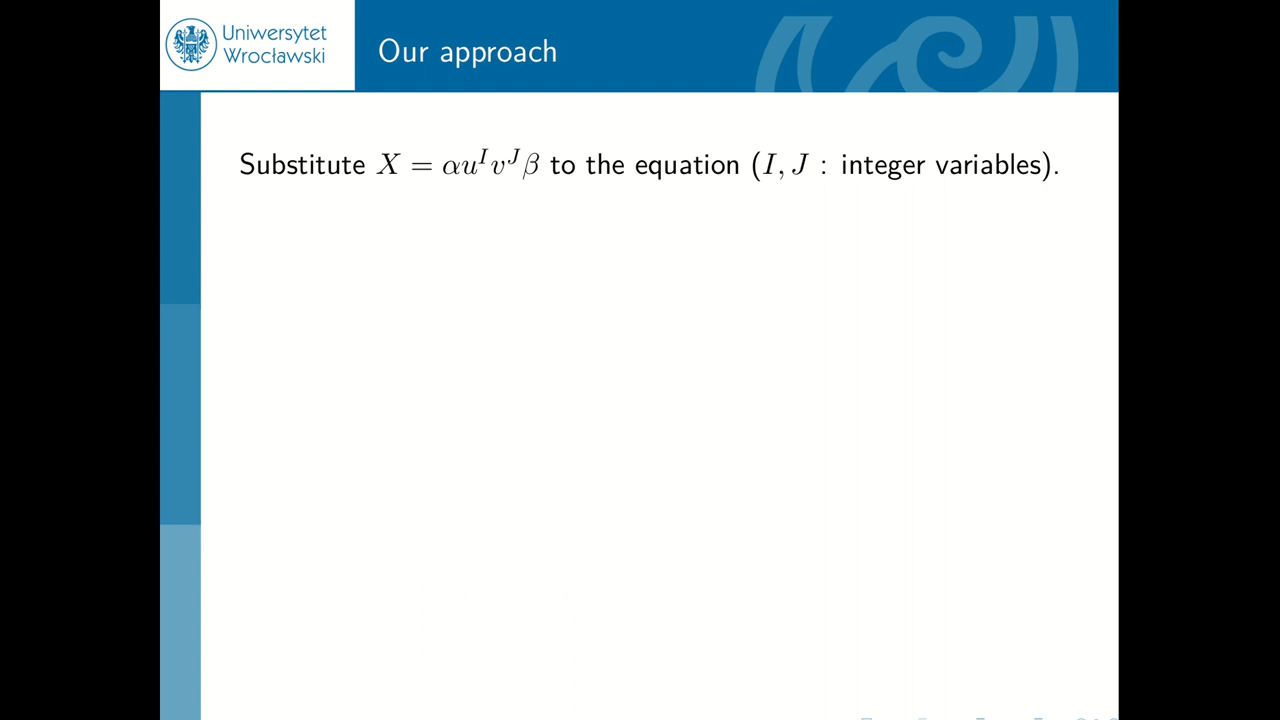 Uniwersytet
Wrocławski
Our approach
Substitute X = αu^I v^J β to the equation (I, J : integer variables).